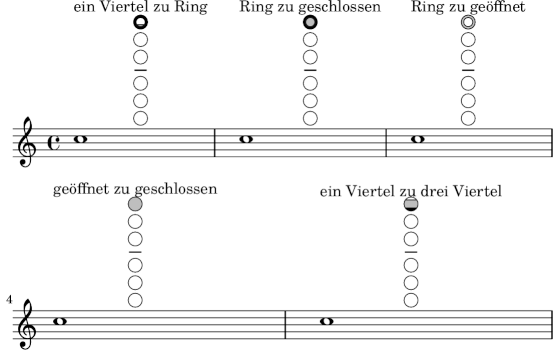 ein Viertel zu Ring Ring zu geschlossen Ring zu geöffnet
geöffnet zu geschlossen ein Viertel zu drei Viertel
4